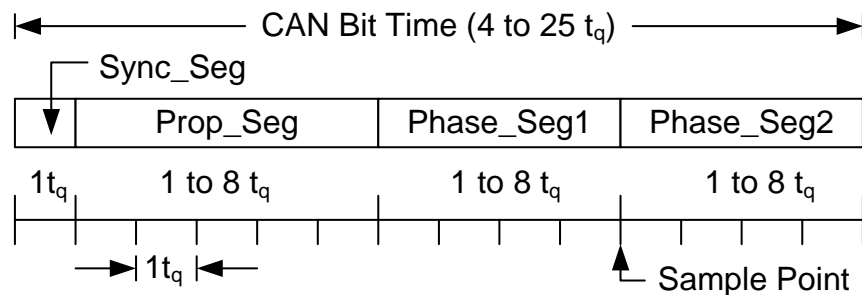 CAN Bit Time (4 to 25 tq)
Sync_Seg
Prop_Seg Phase_Seg1 Phase_Seg2
1tq 1 to 8 tq 1 to 8 tq 1 to 8 tq
1tq
Sample Point